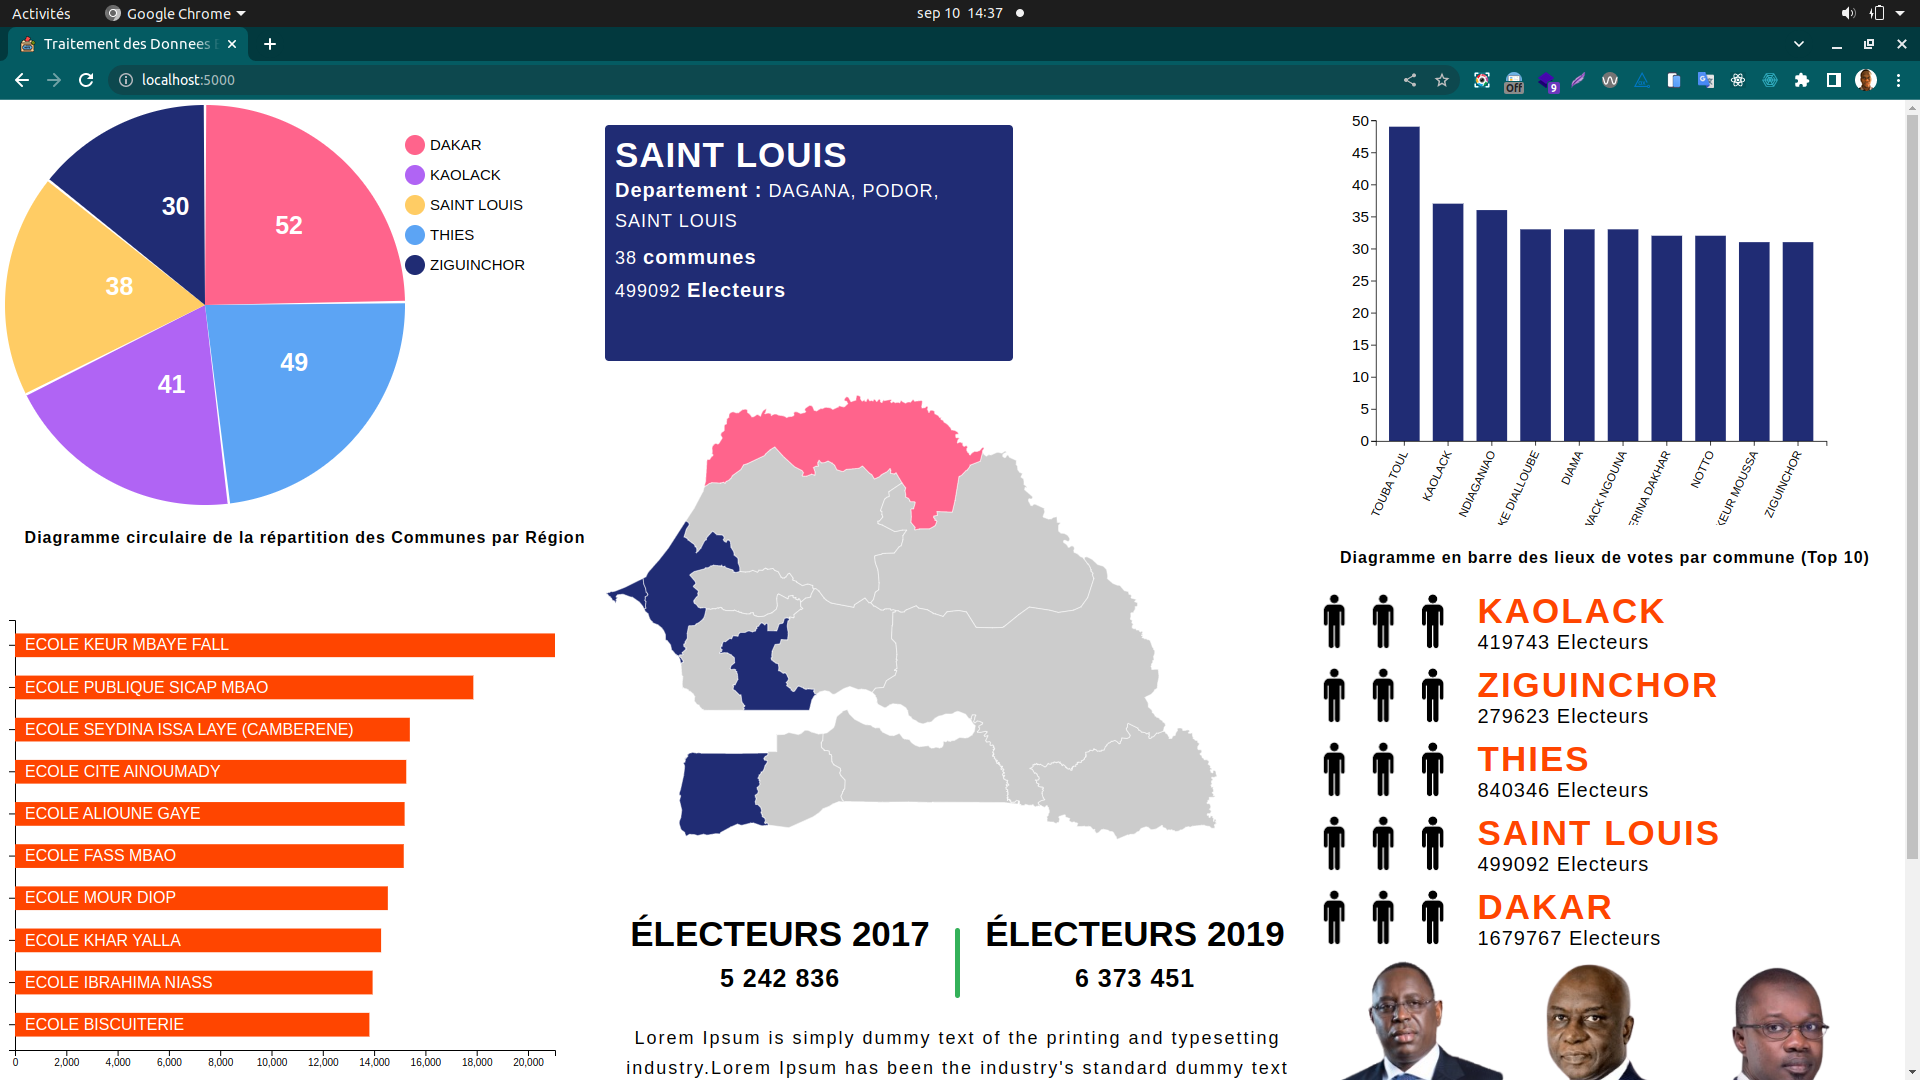 Activités
Google Chrome
sep 10 14:37
Traitement des Donnees
localhost:5000
Off
9
52
30
38
41
49
DAKAR
KAOLACK
SAINT LOUIS
THIES
ZIGUINCHOR
Diagramme circulaire de la répartition des Communes par Région
SAINT LOUIS
Departement : DAGANA, PODOR,
SAINT LOUIS
38 communes
499092 Electeurs
50
45
40
35
30
25
20
15
10
5
0
TOUBA TOUL
KAOLACK
NDIAGANIAO
KE DIALLOUBE
DIAMA
VACK NGOUNA
ERINA DAKHAR
NOTTO
KEUR MOUSSA
ZIGUINCHOR
Diagramme en barre des lieux de votes par commune (Top 10)
ECOLE KEUR MBAYE FALL
ECOLE PUBLIQUE SICAP MBAO
ECOLE SEYDINA ISSA LAYE (CAMBERENE)
ECOLE CITE AINOUMADY
ECOLE ALIOUNE GAYE
ECOLE FASS MBAO
ECOLE MOUR DIOP
ECOLE KHAR YALLA
ECOLE IBRAHIMA NIASS
ECOLE BISCUITERIE
0 2,000 4,000 6,000 8,000 10,000 12,000 14,000 16,000 18,000 20,000
ÉLECTEURS 2017
5 242 836
ÉLECTEURS 2019
6 373 451
Lorem Ipsum is simply dummy text of the printing and typesetting
industry.Lorem Ipsum has been the industry's standard dummy text
KAOLACK
419743 Electeurs
ZIGUINCHOR
279623 Electeurs
THIES
840346 Electeurs
SAINT LOUIS
499092 Electeurs
DAKAR
1679767 Electeurs